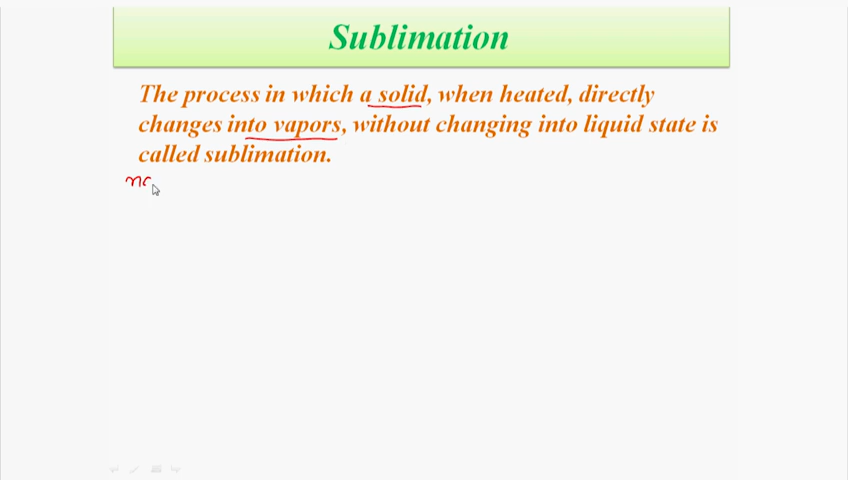 Sublimation
The process in which a solid, when heated, directly
changes into vapors, without changing into liquid state is
called sublimation.